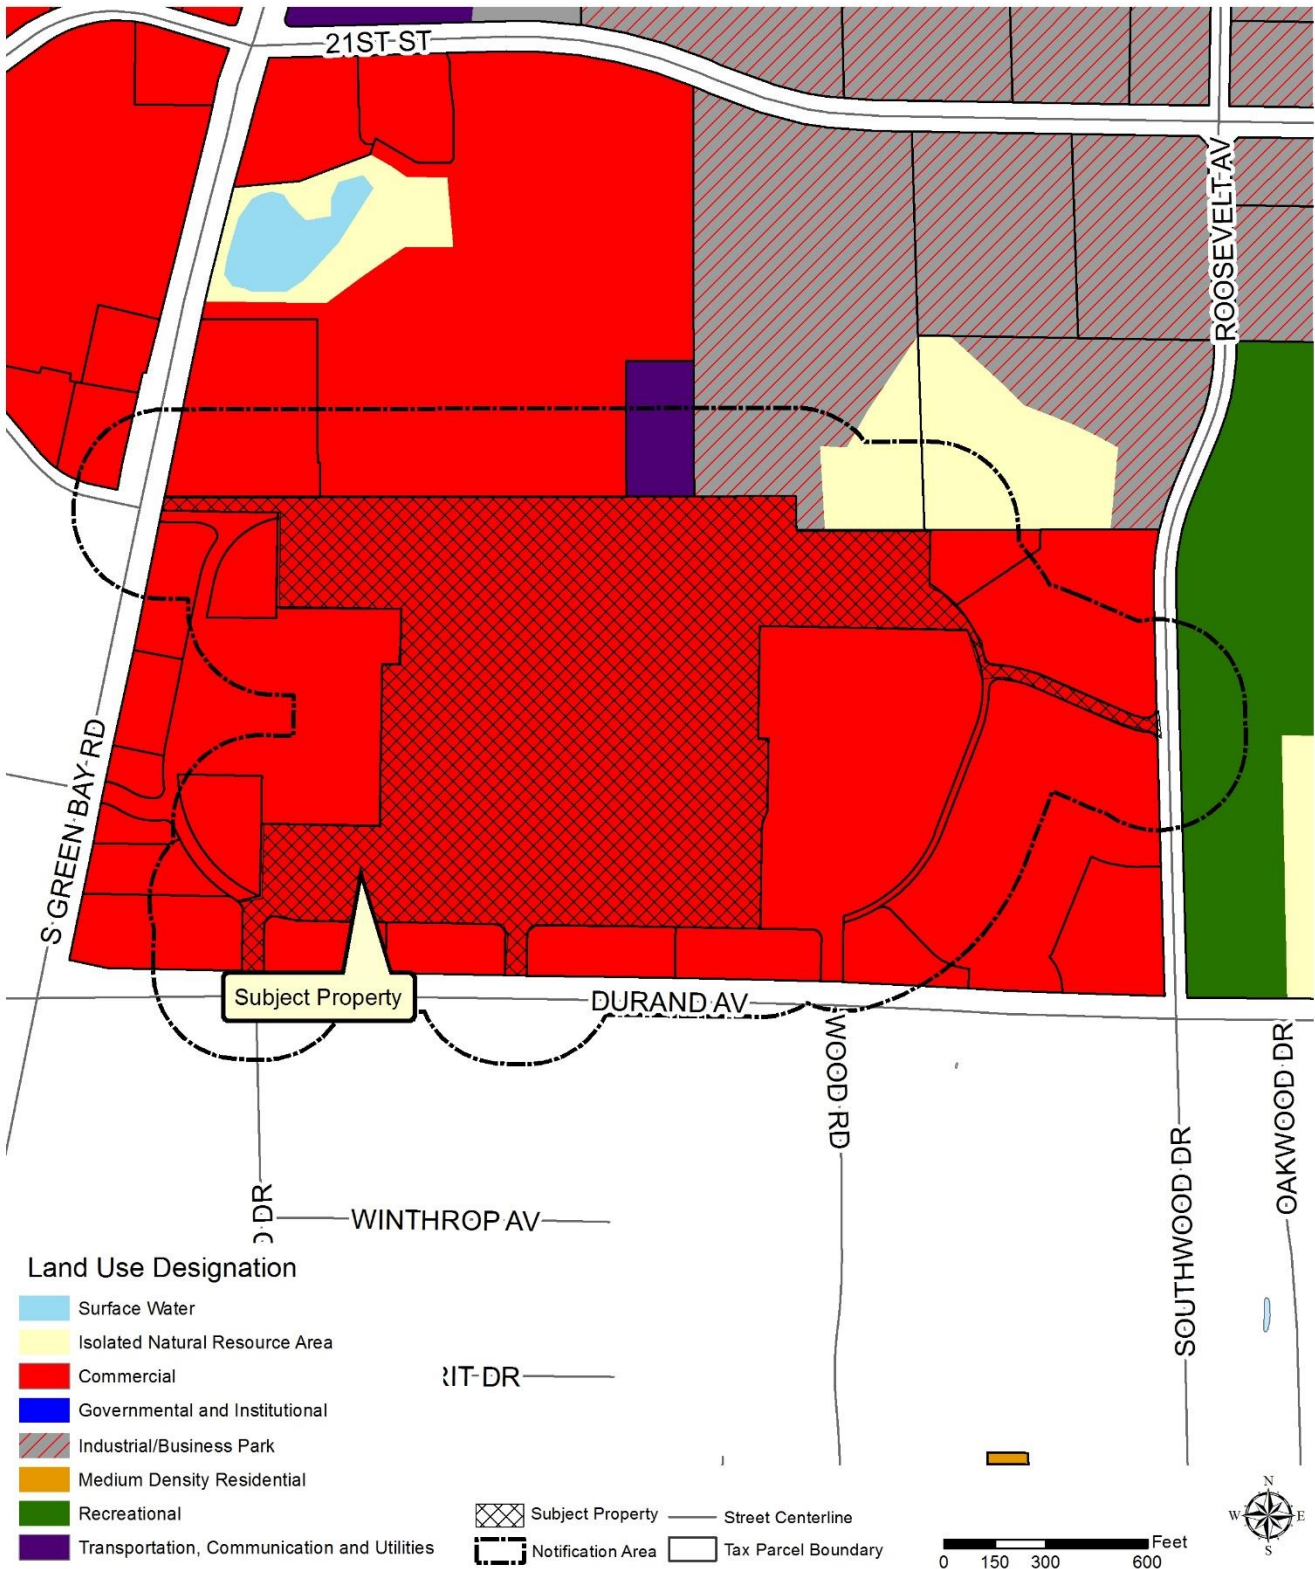 21ST ST
ROOSEVELT AV
S GREEN BAY RD
Subject Property
DURAND AV
WOOD RD
SOUTHWOOD DR
OAKWOOD DR
DR
WINTHROP AV
RIT DR
Land Use Designation
Surface Water
Isolated Natural Resource Area
Commercial
Governmental and Institutional
Industrial/Business Park
Medium Density Residential
Recreational
Transportation, Communication and Utilities
Subject Property
Notification Area
Street Centerline
Tax Parcel Boundary
N
W E
S
Feet
0 150 300 600